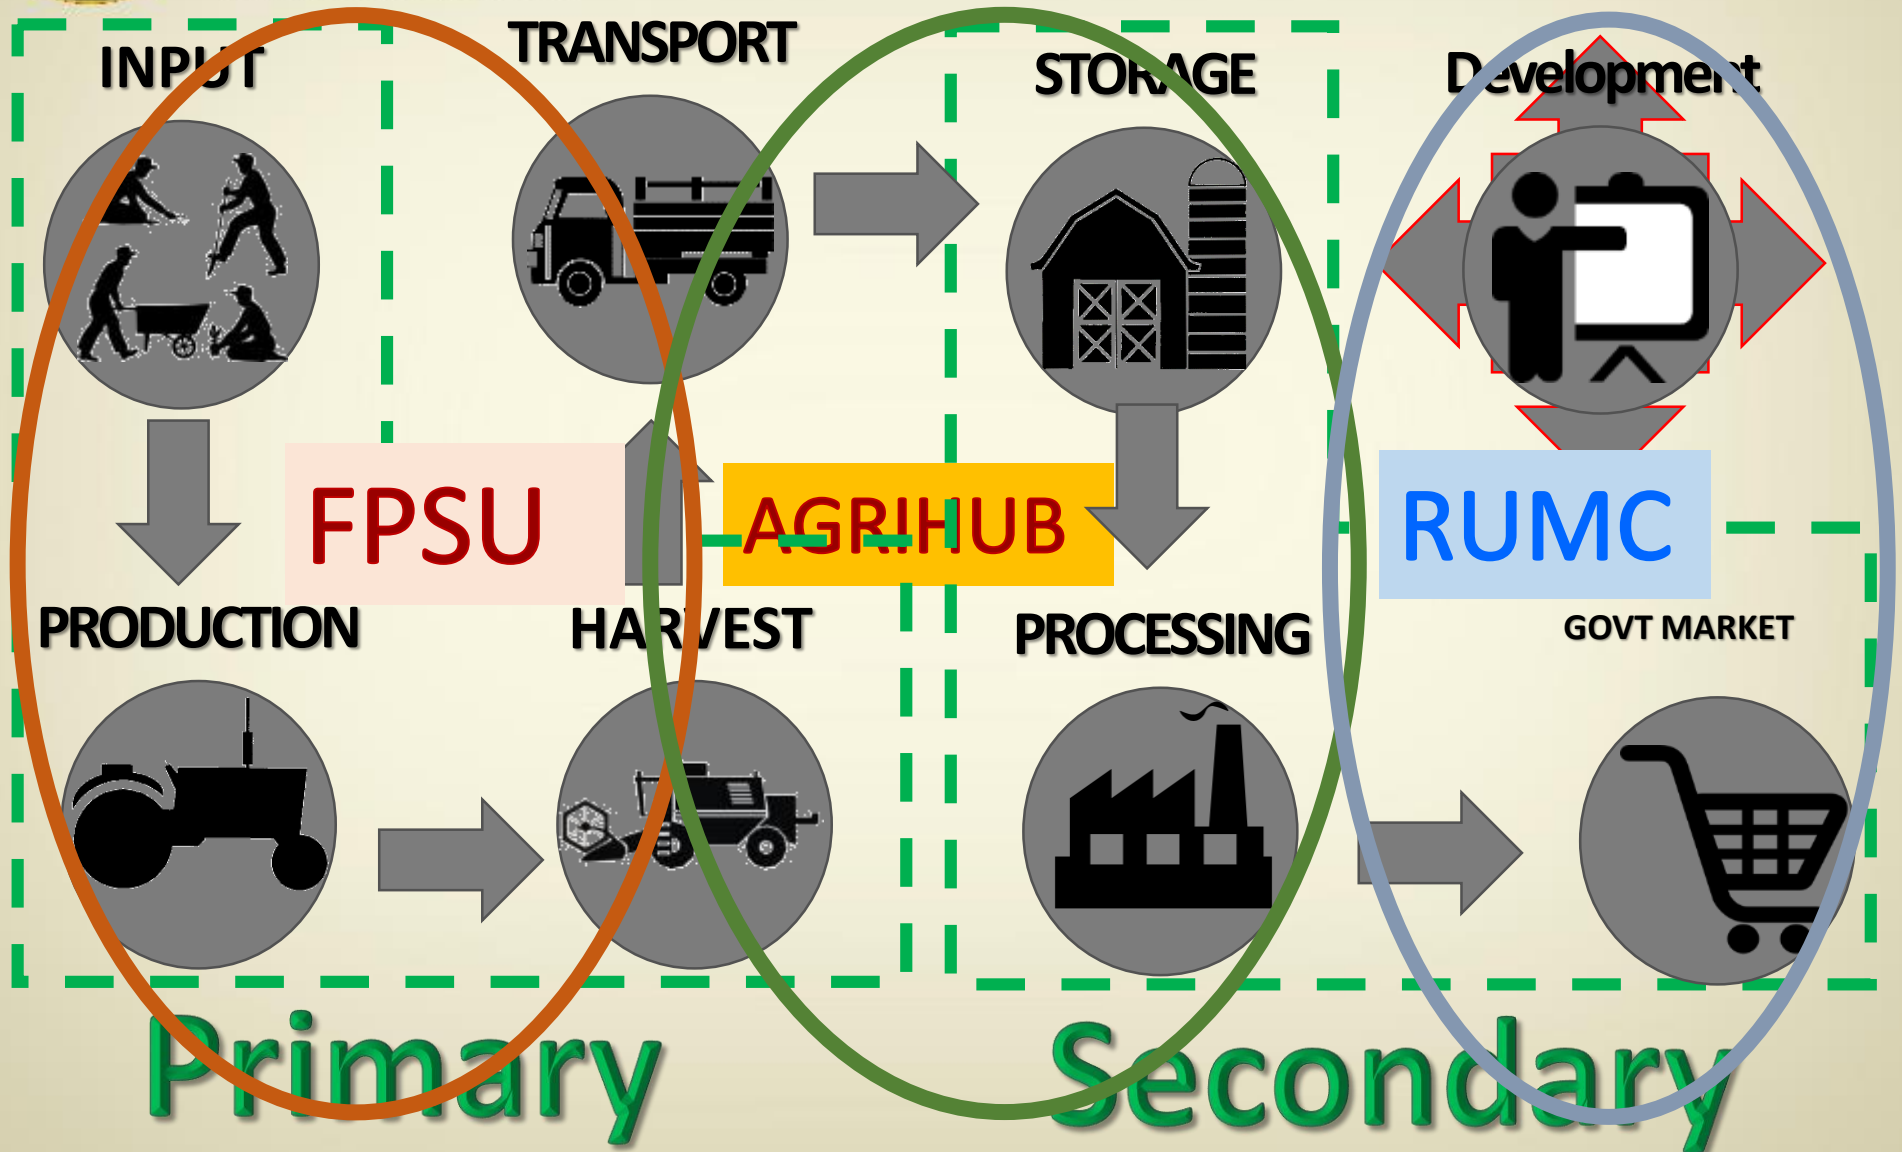 INPUT
TRANSPORT
STORAGE
Development
FPSU
AGRIHUB
RUMC
PRODUCTION
HARVEST
PROCESSING
GOVT MARKET
Primary
Secondary